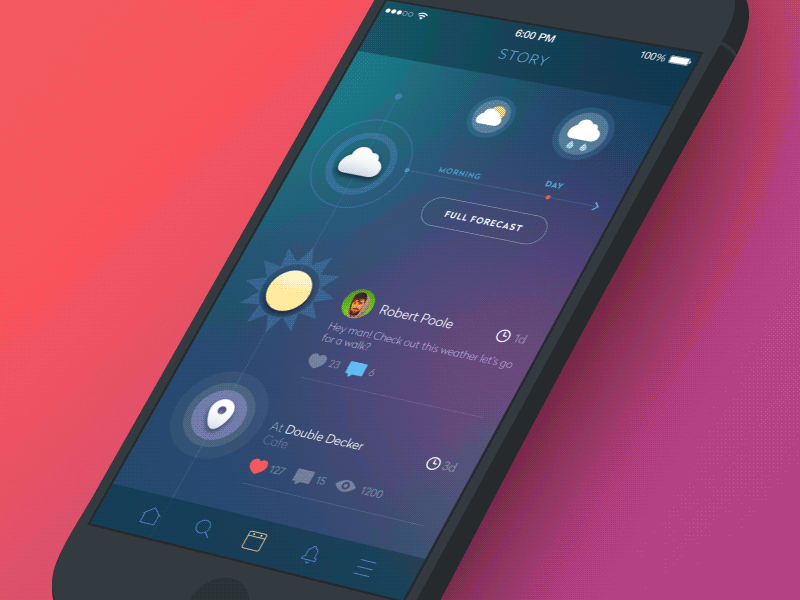 6:00 PM
100%
STORY
MORNING
DAY
FULL FORECAST
Robert Poole
1d
Hey man! Check out this weather let's go
for a walk?
23
6
At Double Decker
Cafe
3d
127
15
1200